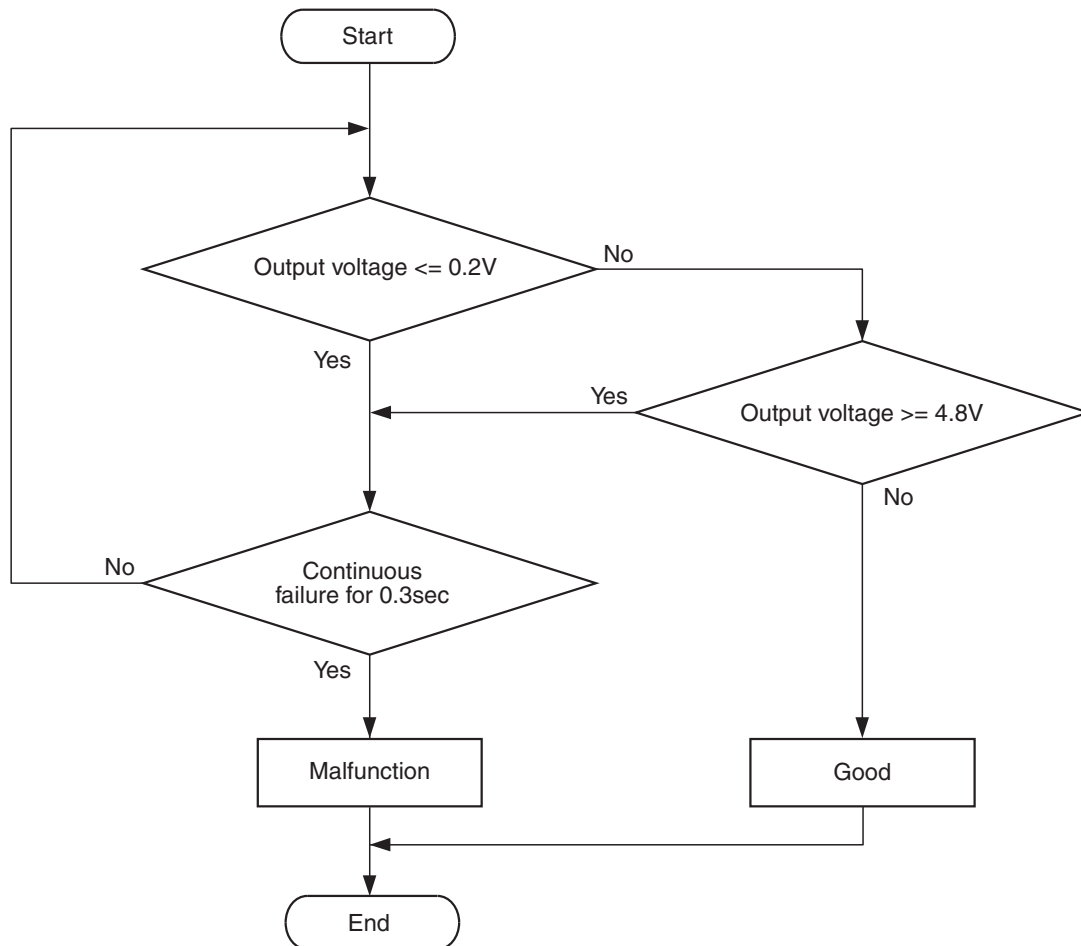 Start
Output voltage <= 0.2V
No
Yes
Yes
Output voltage >= 4.8V
No
No
Continuous
failure for 0.3sec
Yes
Malfunction
Good
End